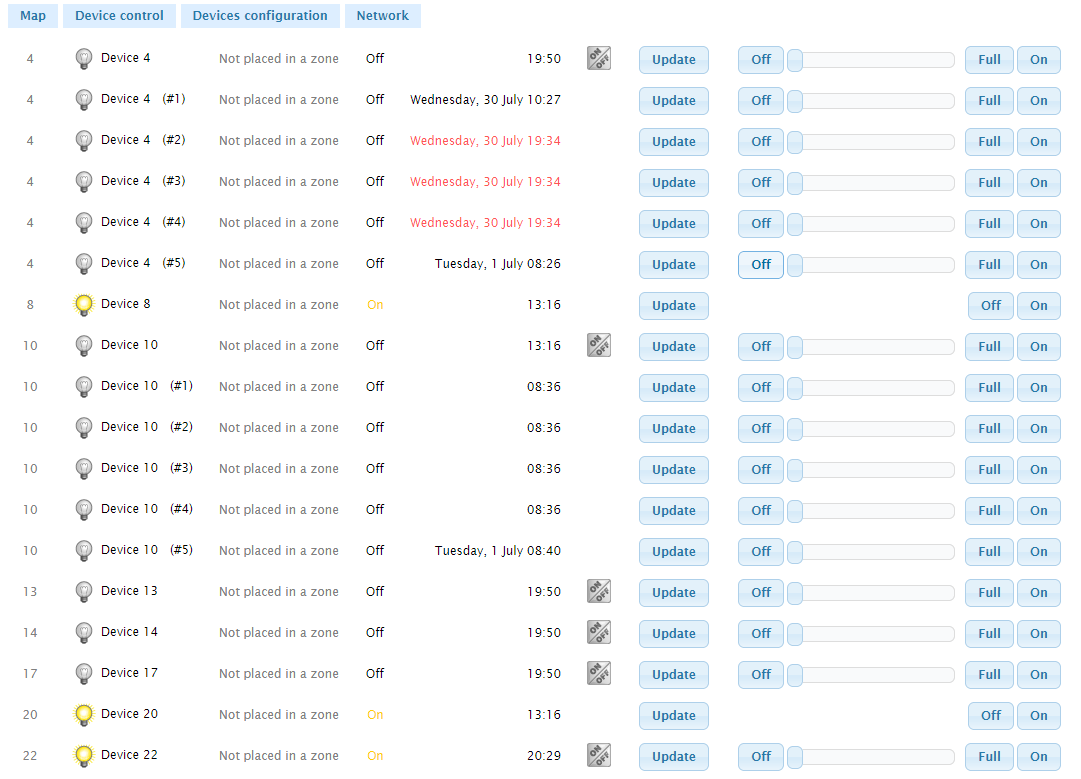 Map Device control Devices configuration Network
4 Device 4 Not placed in a zone Off 19:50 ON OFF Update Off Full On
4 Device 4 (#1) Not placed in a zone Off Wednesday, 30 July 10:27 Update Off Full On
4 Device 4 (#2) Not placed in a zone Off Wednesday, 30 July 19:34 Update Off Full On
4 Device 4 (#3) Not placed in a zone Off Wednesday, 30 July 19:34 Update Off Full On
4 Device 4 (#4) Not placed in a zone Off Wednesday, 30 July 19:34 Update Off Full On
4 Device 4 (#5) Not placed in a zone Off Tuesday, 1 July 08:26 Update Off Full On
8 Device 8 Not placed in a zone On 13:16 Update Off On
10 Device 10 Not placed in a zone Off 13:16 ON OFF Update Off Full On
10 Device 10 (#1) Not placed in a zone Off 08:36 Update Off Full On
10 Device 10 (#2) Not placed in a zone Off 08:36 Update Off Full On
10 Device 10 (#3) Not placed in a zone Off 08:36 Update Off Full On
10 Device 10 (#4) Not placed in a zone Off 08:36 Update Off Full On
10 Device 10 (#5) Not placed in a zone Off Tuesday, 1 July 08:40 Update Off Full On
13 Device 13 Not placed in a zone Off 19:50 ON OFF Update Off Full On
14 Device 14 Not placed in a zone Off 19:50 ON OFF Update Off Full On
17 Device 17 Not placed in a zone Off 19:50 ON OFF Update Off Full On
20 Device 20 Not placed in a zone On 13:16 Update Off On
22 Device 22 Not placed in a zone On 20:29 ON OFF Update Off Full On